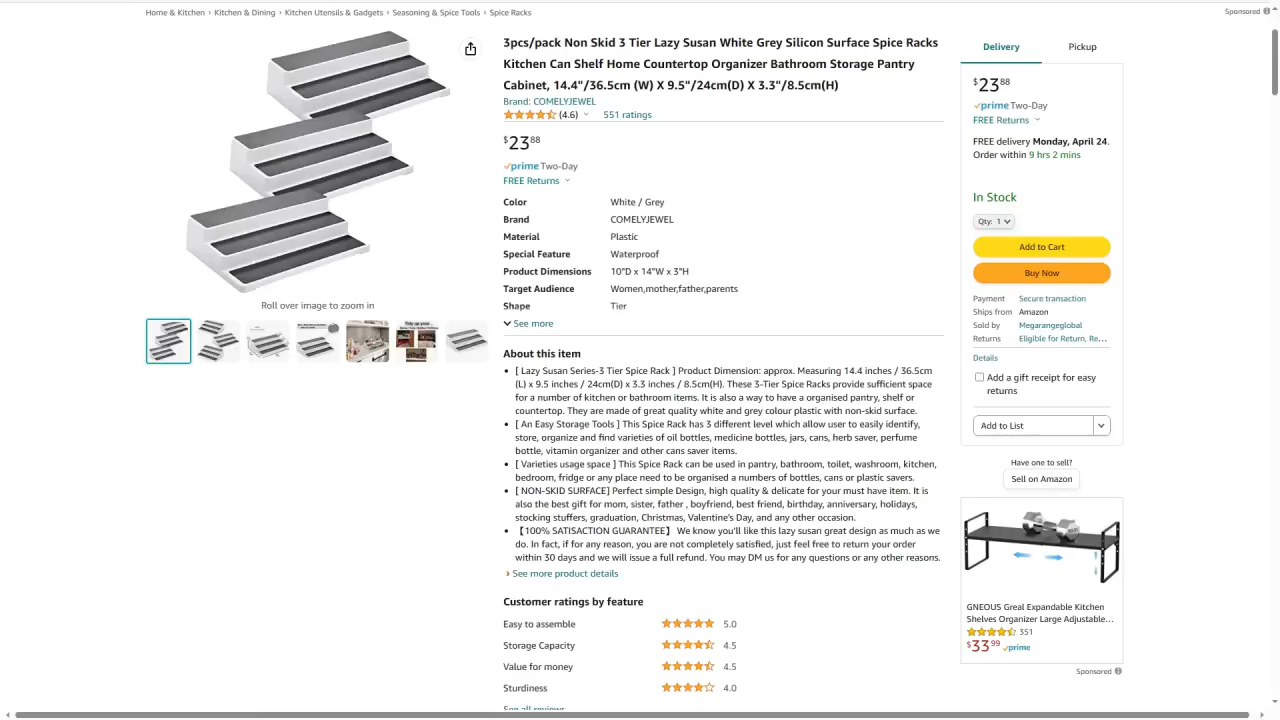 Home & Kitchen › Kitchen & Dining › Kitchen Utensils & Gadgets › Seasoning & Spice Tools › Spice Racks
Sponsored
3pcs/pack Non Skid 3 Tier Lazy Susan White Grey Silicon Surface Spice Racks
Kitchen Can Shelf Home Countertop Organizer Bathroom Storage Pantry
Cabinet, 14.4"/36.5cm (W) X 9.5"/24cm(D) X 3.3"/8.5cm(H)
Brand: COMELYJEWEL
(4.6) 551 ratings
$23 88
prime Two-Day
FREE Returns
Color White / Grey
Brand COMELYJEWEL
Material Plastic
Special Feature Waterproof
Product Dimensions 10"D x 14"W x 3"H
Target Audience Women,mother,father,parents
Shape Tier
See more
Roll over image to zoom in
About this item
• [ Lazy Susan Series-3 Tier Spice Rack ] Product Dimension: approx. Measuring 14.4 inches / 36.5cm
(L) x 9.5 inches / 24cm(D) x 3.3 inches / 8.5cm(H). These 3-Tier Spice Racks provide sufficient space
for a number of kitchen or bathroom items. It is also a way to have a organised pantry, shelf or
countertop. They are made of great quality white and grey colour plastic with non-skid surface.
• [ An Easy Storage Tools ] This Spice Rack has 3 different level which allow user to easily identify,
store, organize and find varieties of oil bottles, medicine bottles, jars, cans, herb saver, perfume
bottle, vitamin organizer and other cans saver items.
• [ Varieties usage space ] This Spice Rack can be used in pantry, bathroom, toilet, washroom, kitchen,
bedroom, fridge or any place need to be organised a numbers of bottles, cans or plastic savers.
• [ NON-SKID SURFACE] Perfect simple Design, high quality & delicate for your must have item. It is
also the best gift for mom, sister, father , boyfriend, best friend, birthday, anniversary, holidays,
stocking stuffers, graduation, Christmas, Valentine's Day, and any other occasion.
• 【100% SATISACTION GUARANTEE】 We know you'll like this lazy susan great design as much as we
do. In fact, if for any reason, you are not completely satisfied, just feel free to return your order
within 30 days and we will issue a full refund. You may DM us for any questions or any other reasons.
› See more product details
Customer ratings by feature
Easy to assemble 5.0
Storage Capacity 4.5
Value for money 4.5
Sturdiness 4.0
See all reviews
Delivery Pickup
$23 88
prime Two-Day
FREE Returns
FREE delivery Monday, April 24.
Order within 9 hrs 2 mins
In Stock
Qty: 1
Add to Cart
Buy Now
Payment Secure transaction
Ships from Amazon
Sold by Megarangeglobal
Returns Eligible for Return, Re...
Details
Add a gift receipt for easy
returns
Add to List
Have one to sell?
Sell on Amazon
GNEOUS Greal Expandable Kitchen
Shelves Organizer Large Adjustable...
351
$33 99 prime
Sponsored